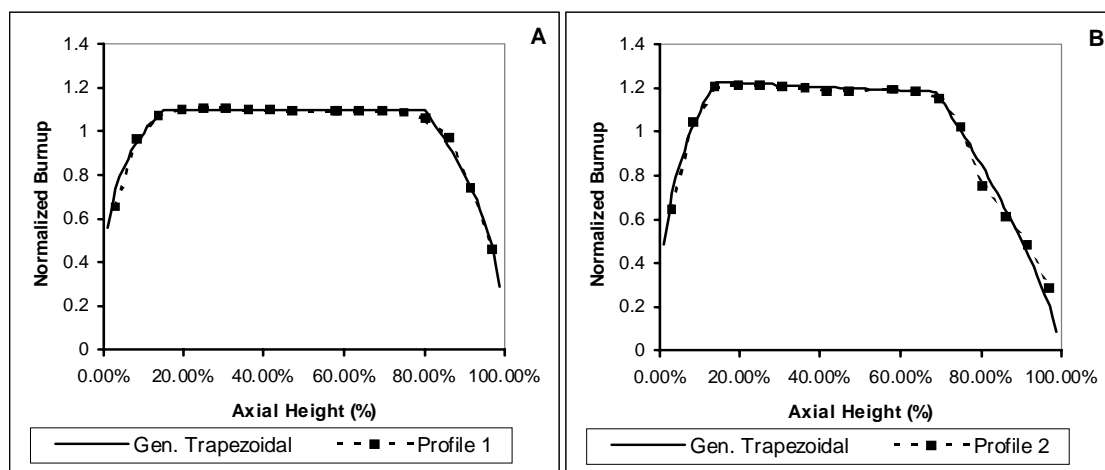 A
1.4
1.2
1
0.8
0.6
0.4
0.2
0
Normalized Burnup
0.00% 20.00% 40.00% 60.00% 80.00% 100.00%
Axial Height (%)
Gen. Trapezoidal Profile 1
B
1.4
1.2
1
0.8
0.6
0.4
0.2
0
Normalized Burnup
0.00% 20.00% 40.00% 60.00% 80.00% 100.00%
Axial Height (%)
Gen. Trapezoidal Profile 2